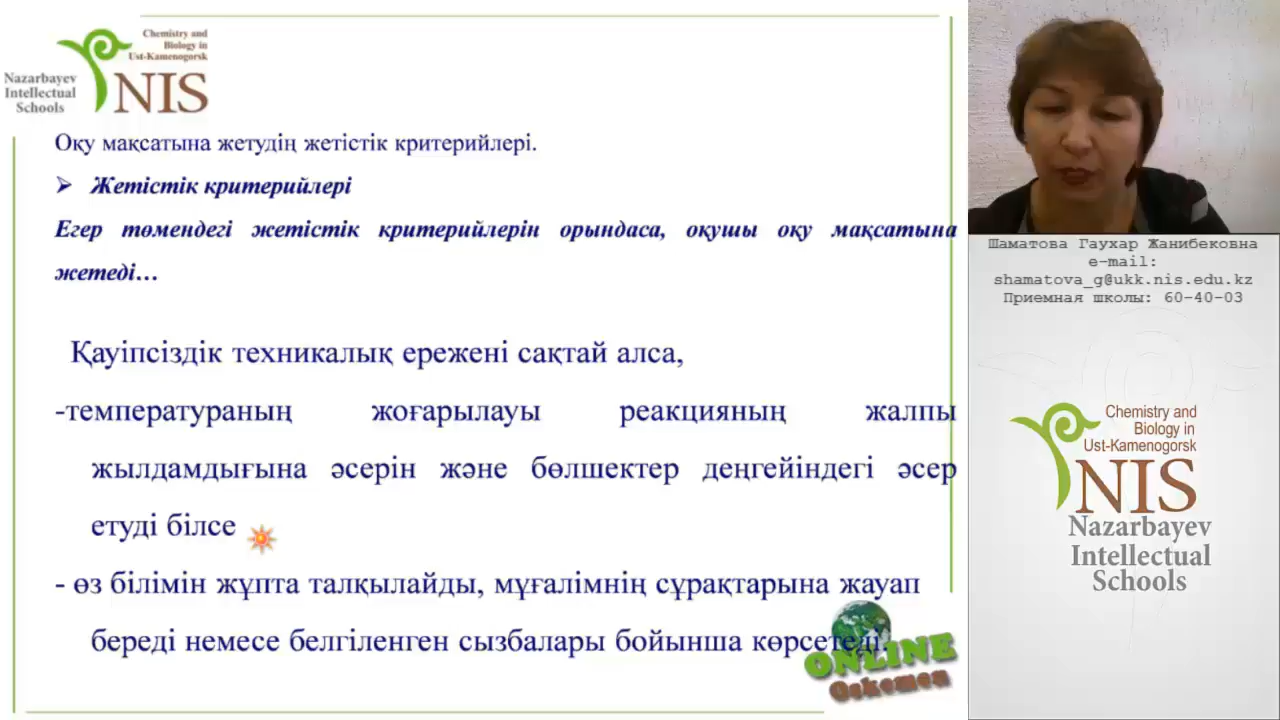 Chemistry and
Biology in
Ust-Kamenogorsk
NIS
Nazarbayev
Intellectual
Schools
Оқу мақсатына жетудің жетістік критерийлері.
Жетістік критерийлері
Егер төмендегі жетістік критерийлерін орындаса, оқушы оқу мақсатына
жетеді…
Қауіпсіздік техникалық ережені сақтай алса,
-температураның жоғарылауы реакцияның жалпы
жылдамдығына әсерін және бөлшектер деңгейіндегі әсер
етуді білсе
- өз білімін жұпта талқылайды, мұғалімнің сұрақтарына жауап
береді немесе белгіленген сызбалары бойынша көрсетеді.
ONLINE
Oskemen
Шаматова Гаухар Жанибековна
e-mail:
shamatova_g@ukk.nis.edu.kz
Приемная школы: 60-40-03
Chemistry and
Biology in
Ust-Kamenogorsk
NIS
Nazarbayev
Intellectual
Schools